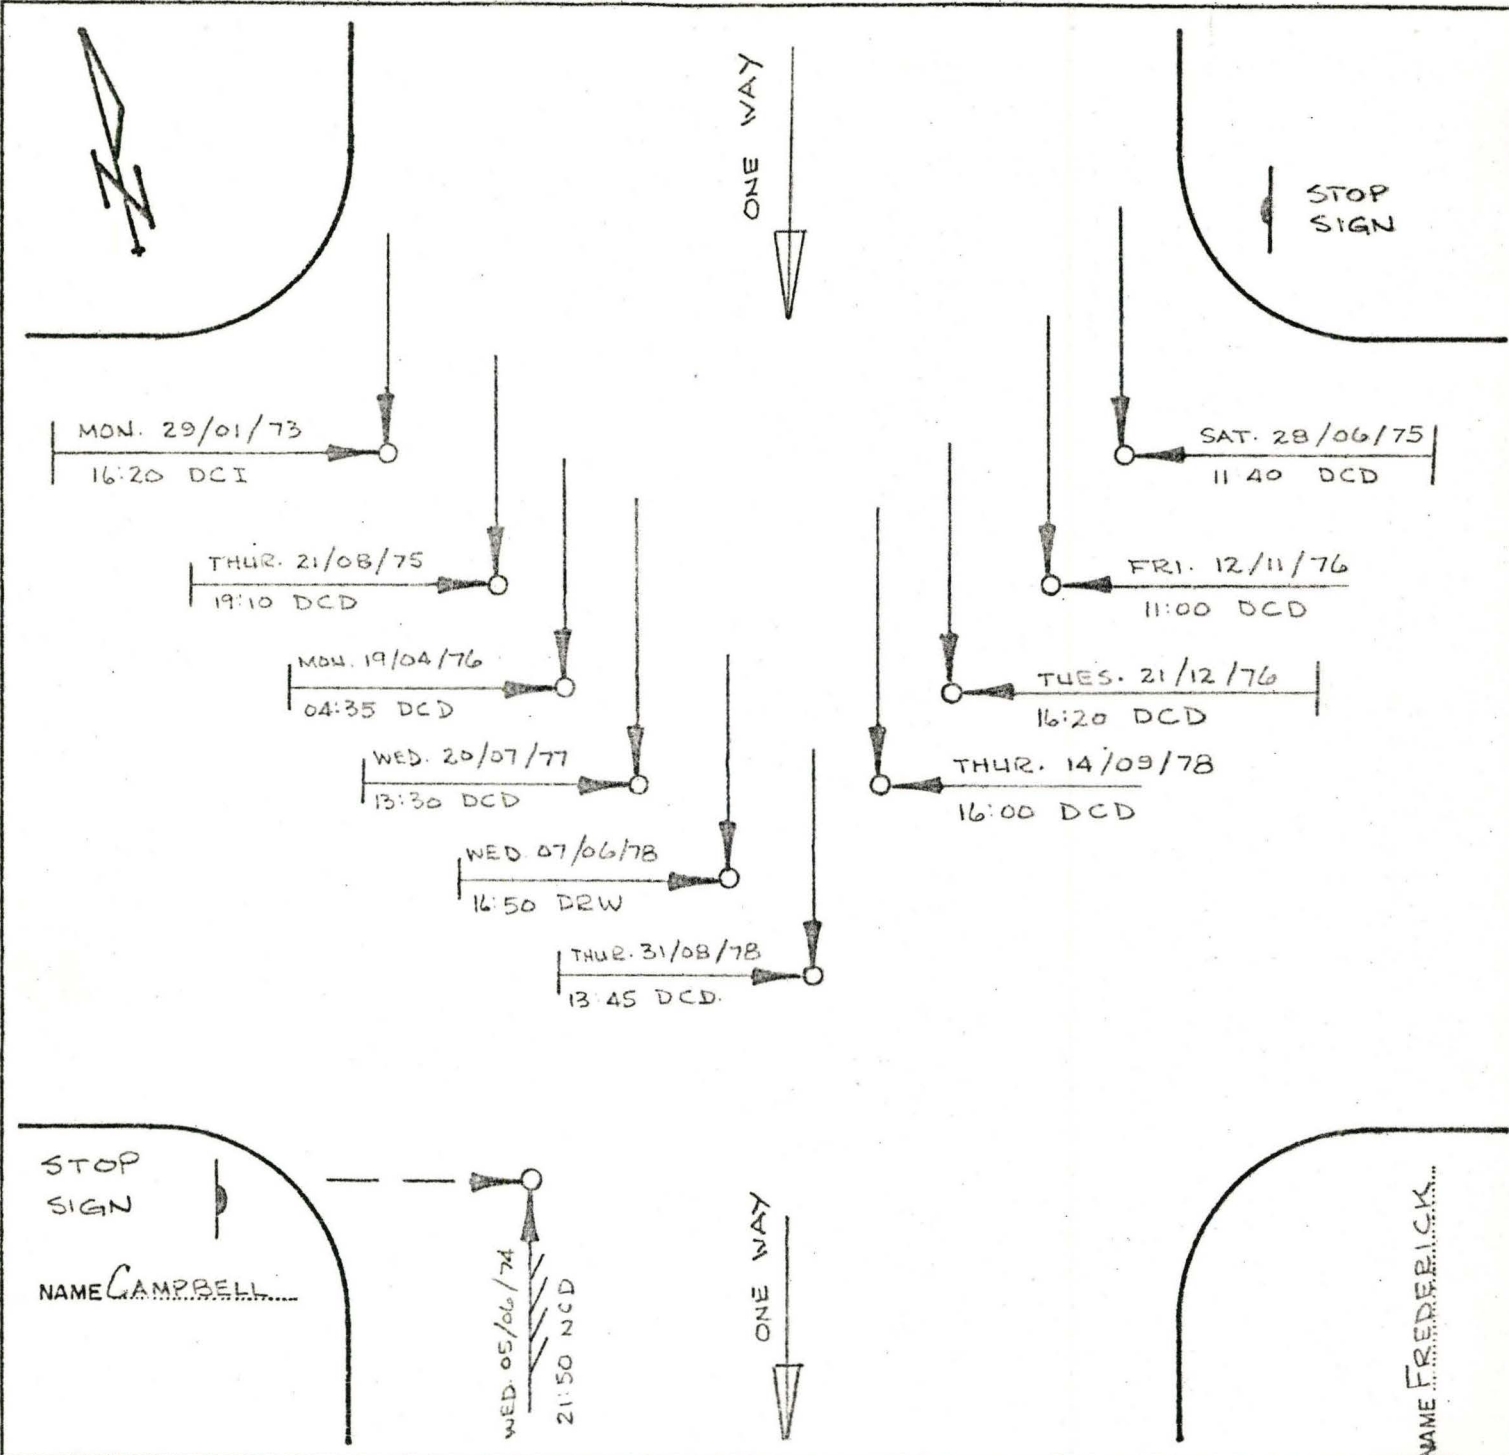 N
ONE WAY
STOP
SIGN
MON. 29/01/73
16:20 DCI
SAT. 28/06/75
11 40 DCD
THUR. 21/08/75
19:10 DCD
FRI. 12/11/76
11:00 DCD
MON. 19/04/76
04:35 DCD
TUES. 21/12/76
16:20 DCD
WED. 20/07/77
13:30 DCD
THUR. 14/09/78
16:00 DCD
WED. 07/06/78
16:50 DRW
THUR. 31/08/78
13:45 DCD.
STOP
SIGN
NAME CAMPBELL
WED. 05/06/74
21:50 NCD
ONE WAY
NAME FREDERICK